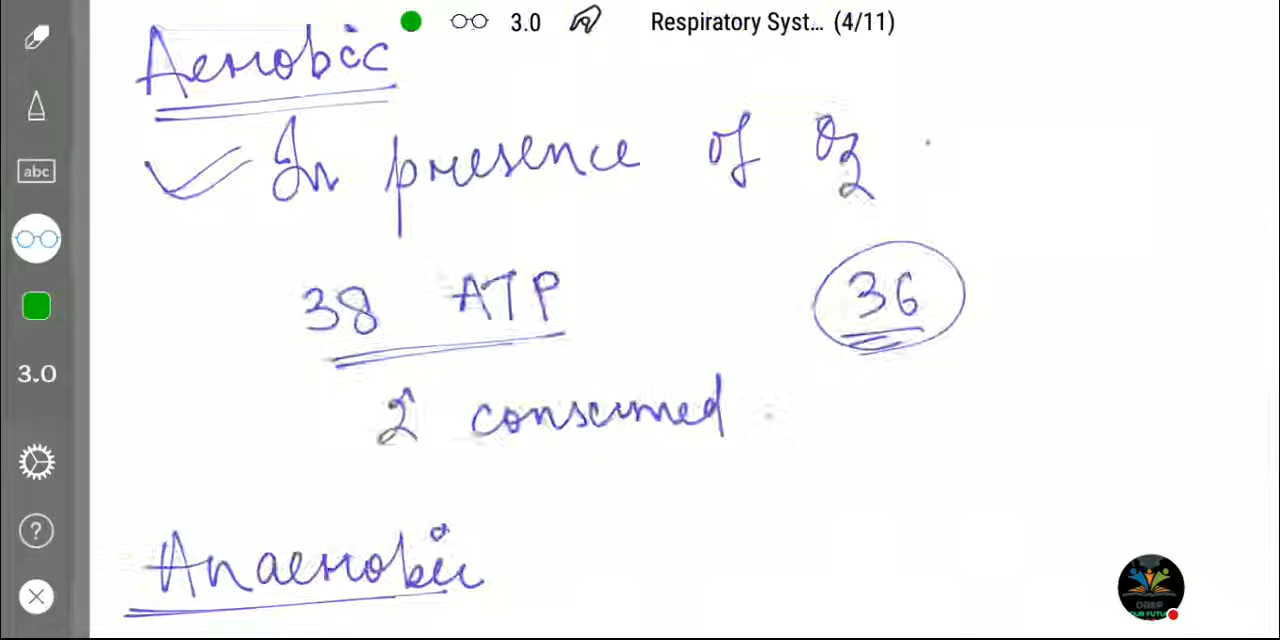 3.0 Respiratory Syst... (4/11)
Aerobic
abc
In presence of O2
3.0
38 ATP 36
2 consumed
?
Anaerobic